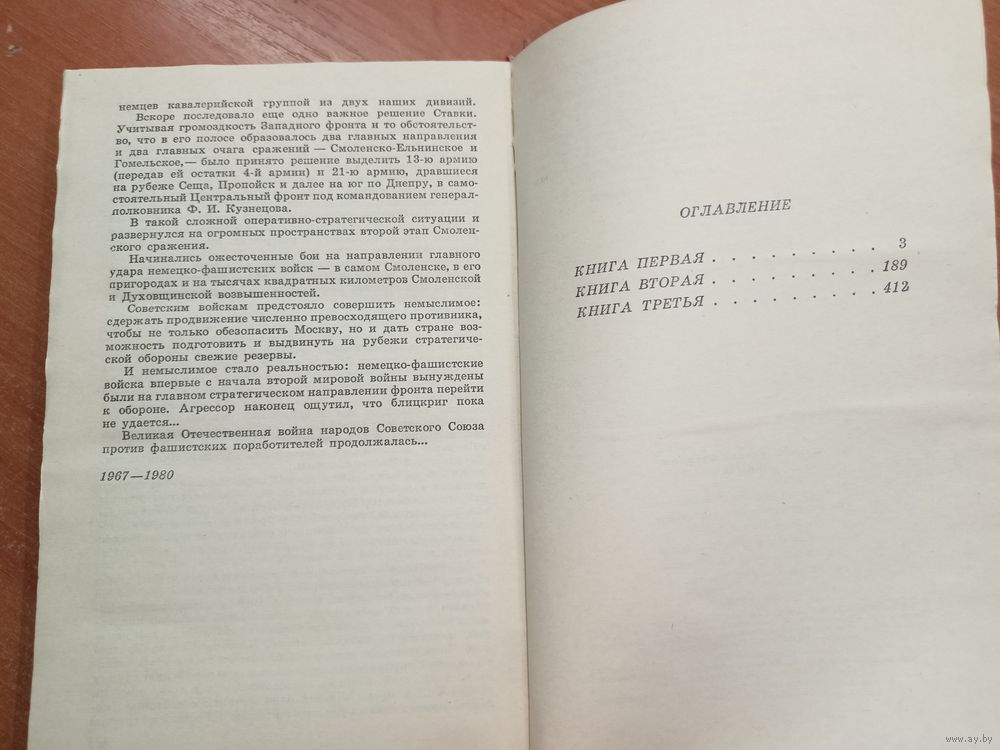 немцев кавалерийской группой из двух наших дивизий.
Вскоре последовало еще одно важное решение Ставки.
Учитывая громоздкость Западного фронта и то обстоятельст-
во, что в его полосе образовалось два главных направления
и два главных очага сражений — Смоленско-Ельнинское и
Гомельское,— было принято решение выделить 13-ю армию
(передав ей остатки 4-й армии) и 21-ю армию, дравшиеся
на рубеже Сеща, Пропойск и далее на юг по Днепру, в само-
стоятельный Центральный фронт под командованием генерал-
полковника Ф. И. Кузнецова.
В такой сложной оперативно-стратегической ситуации и
развернулся на огромных пространствах второй этап Смолен-
ского сражения.
Начинались ожесточенные бои на направлении главного
удара немецко-фашистских войск — в самом Смоленске, в его
пригородах и на тысячах квадратных километров Смоленской
и Духовщинской возвышенностей.
Советским войскам предстояло совершить немыслимое:
сдержать продвижение численно превосходящего противника,
чтобы не только обезопасить Москву, но и дать стране воз-
можность подготовить и выдвинуть на рубежи стратегиче-
ской обороны свежие резервы.
И немыслимое стало реальностью: немецко-фашистские
войска впервые с начала второй мировой войны вынуждены
были на главном стратегическом направлении фронта перейти
к обороне. Агрессор наконец ощутил, что блицкриг пока
не удается...
Великая Отечественная война народов Советского Союза
против фашистских поработителей продолжалась...
1967—1980
ОГЛАВЛЕНИЕ
КНИГА ПЕРВАЯ . . . . . . . . . . 3
КНИГА ВТОРАЯ . . . . . . . . . 189
КНИГА ТРЕТЬЯ . . . . . . . . . 412
www.ay.by